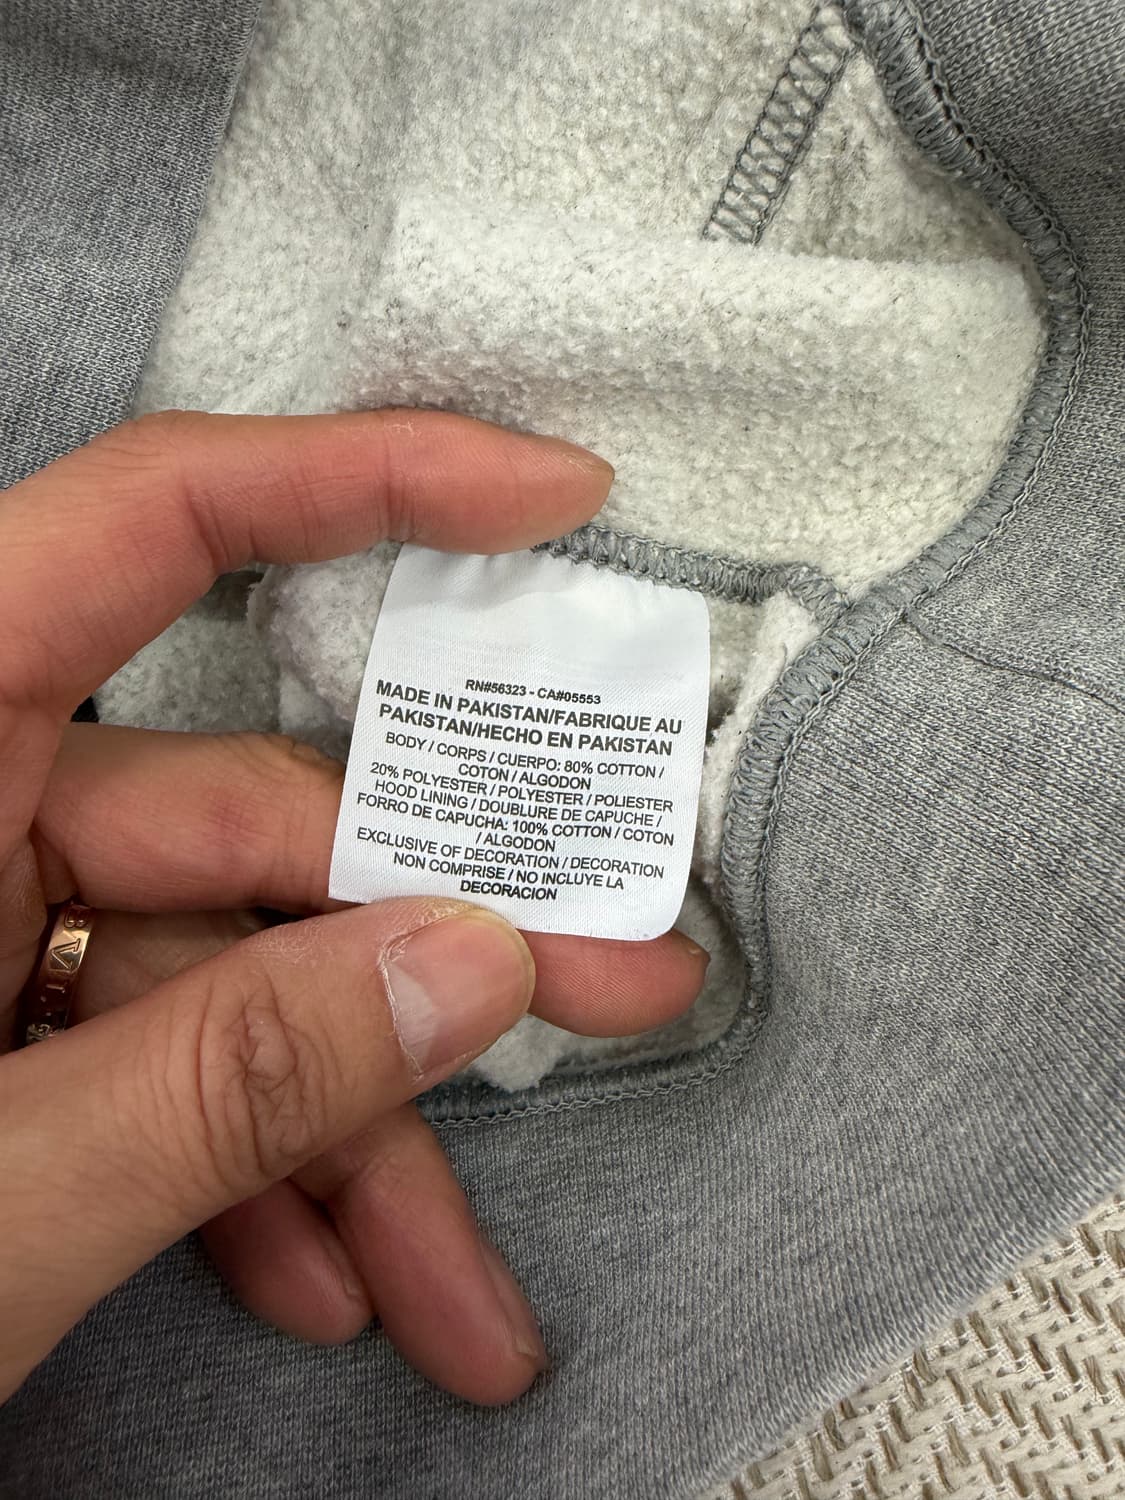 RN#56323 - CA#05553
MADE IN PAKISTAN/FABRIQUE AU
PAKISTAN/HECHO EN PAKISTAN
BODY / CORPS / CUERPO: 80% COTTON /
COTON / ALGODON
20% POLYESTER / POLYESTER / POLIESTER
HOOD LINING / DOUBLURE DE CAPUCHE /
FORRO DE CAPUCHA: 100% COTTON / COTON
/ ALGODON
EXCLUSIVE OF DECORATION / DECORATION
NON COMPRISE / NO INCLUYE LA
DECORACION